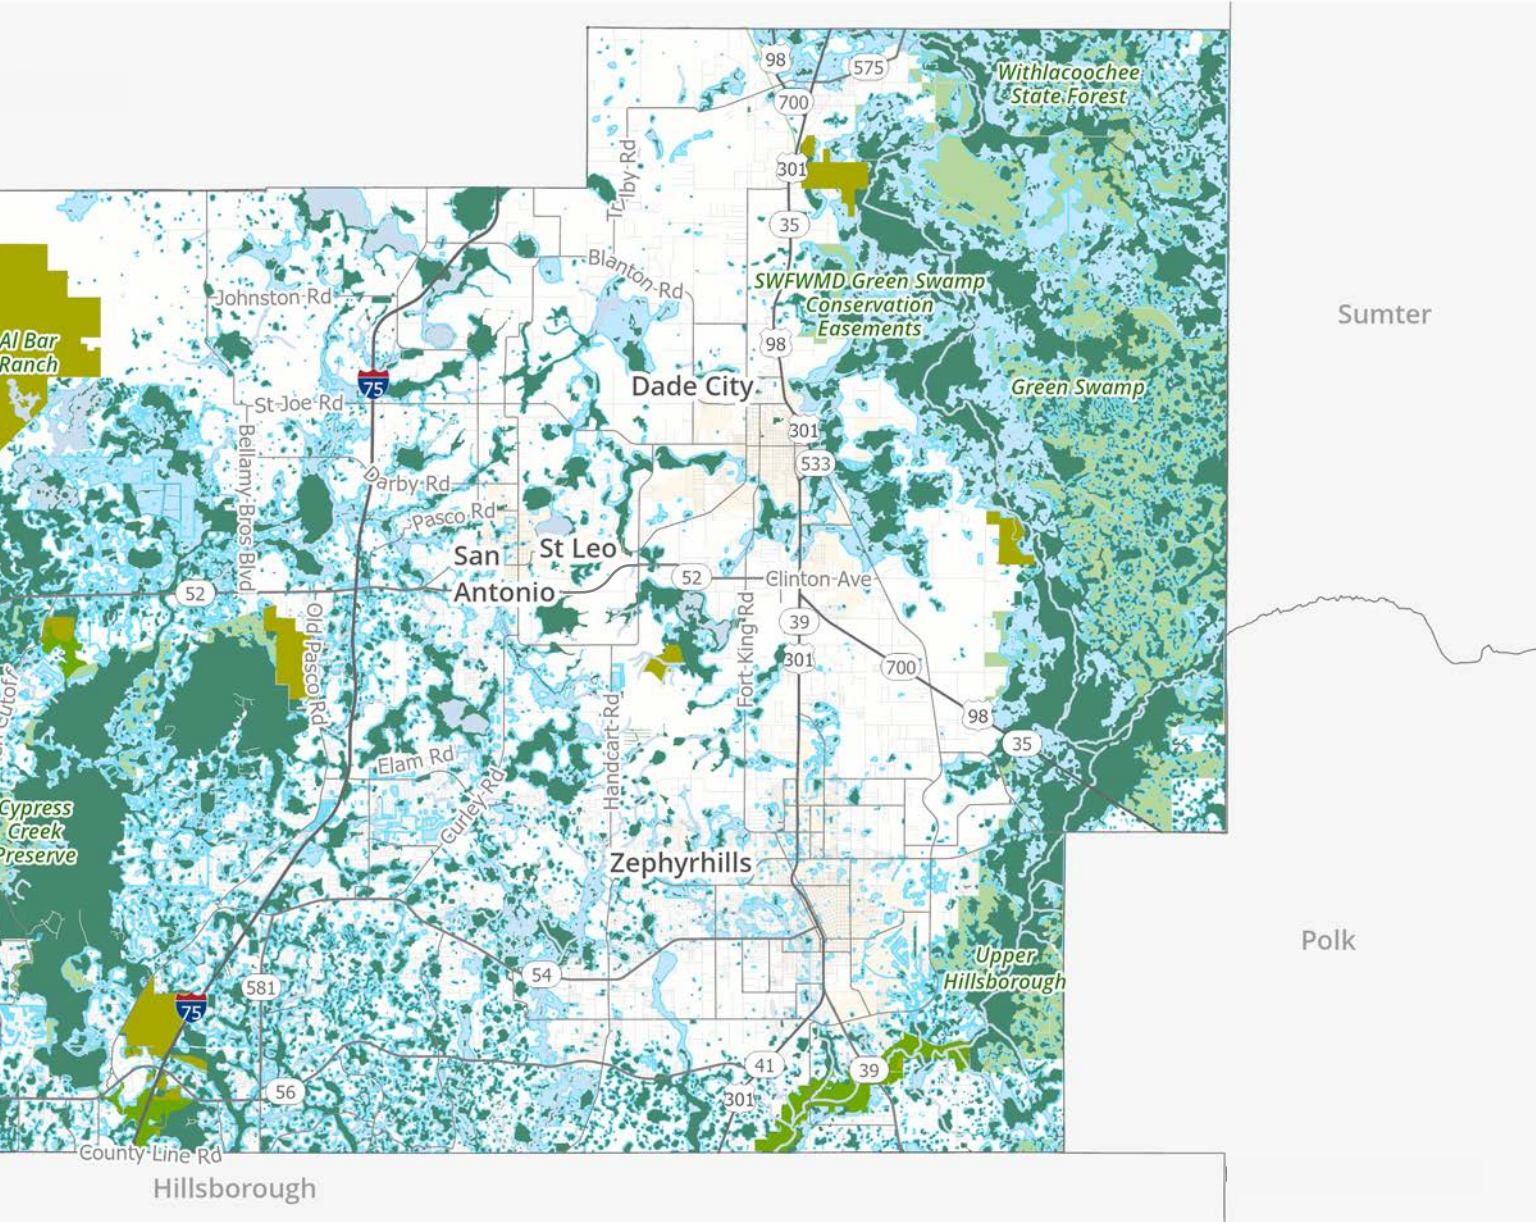 98
575
Withlacoochee
State Forest
700
Trilby-Rd
301
35
Blanton-Rd
SWFWMD Green Swamp
Conservation
Easements
Johnston Rd
Sumter
Al Bar
Ranch
98
75
Dade City
Green Swamp
St Joe Rd
301
Bellamy Bros Blvd
533
Darby Rd
Pasco Rd
San
Antonio
St Leo
52
Clinton-Ave
52
Old-Pasco-Rd
39
Fort-King-Rd
301
700
Handcart-Rd
98
35
Elam Rd
Cypress
Creek
Preserve
Curley-Rd
Zephyrhills
Polk
Upper
Hillsborough
54
581
75
41
39
56
301
County Line Rd
Hillsborough